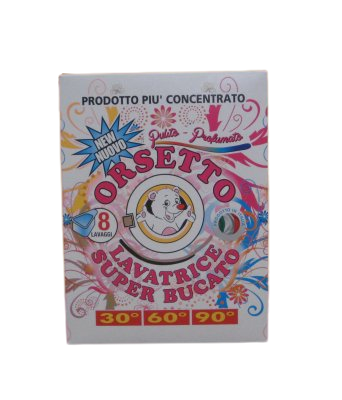 PRODOTTO PIU' CONCENTRATO
NEW
NUOVO
Pulito - Profumato
ORSETTO
8
LAVAGGI
LAVATRICE
SUPER BUCATO
30° 60° 90°